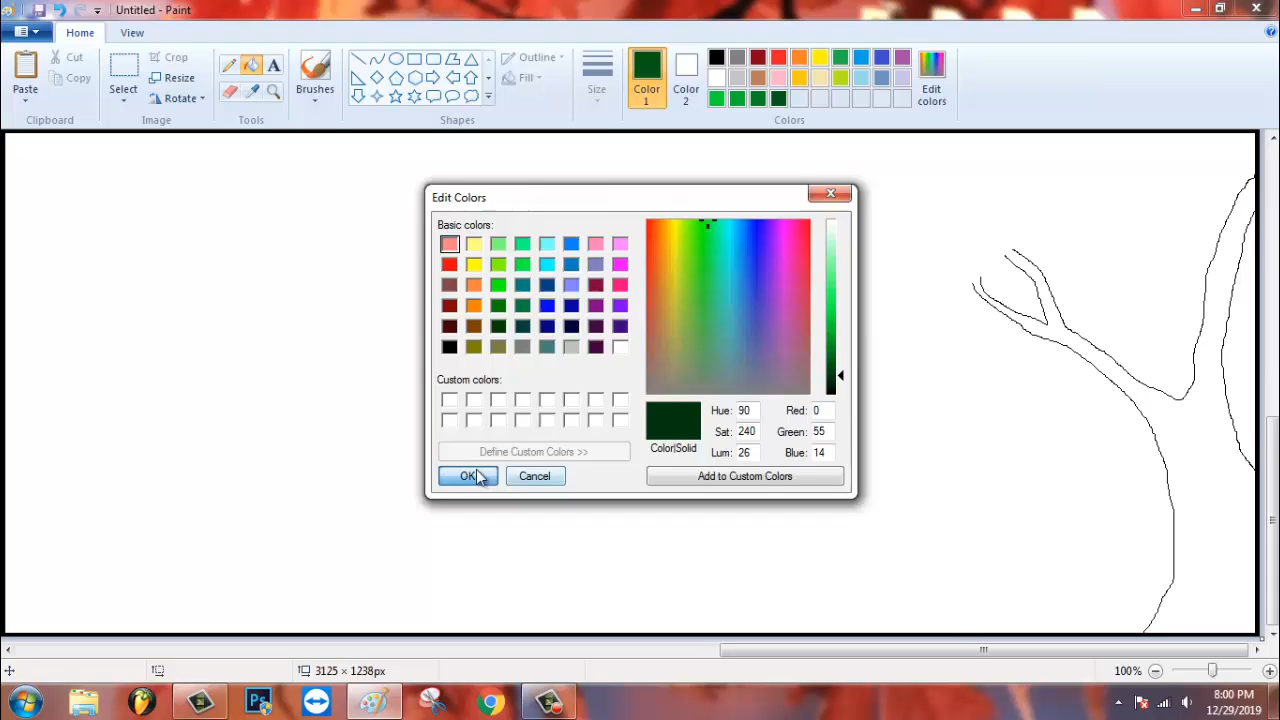 Untitled - Paint
Home View
Paste
Cut
Copy
Clipboard
Select
Crop
Resize
Rotate
Image
Tools
Brushes
Shapes
Outline
Fill
Size
Color 1
Color 2
Edit colors
Colors
Edit Colors
Basic colors:
Custom colors:
Define Custom Colors >>
OK Cancel
Color|Solid
Hue: 90 Red: 0
Sat: 240 Green: 55
Lum: 26 Blue: 14
Add to Custom Colors
3125 × 1238px
100%
Ps
8:00 PM
12/29/2019